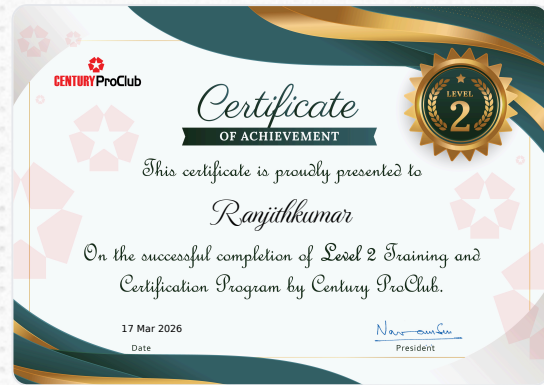 CENTURY ProClub
Certificate
OF ACHIEVEMENT
LEVEL
2
This certificate is proudly presented to
Ranjithkumar
On the successful completion of Level 2 Training and
Certification Program by Century ProClub.
17 Mar 2026
Date
President